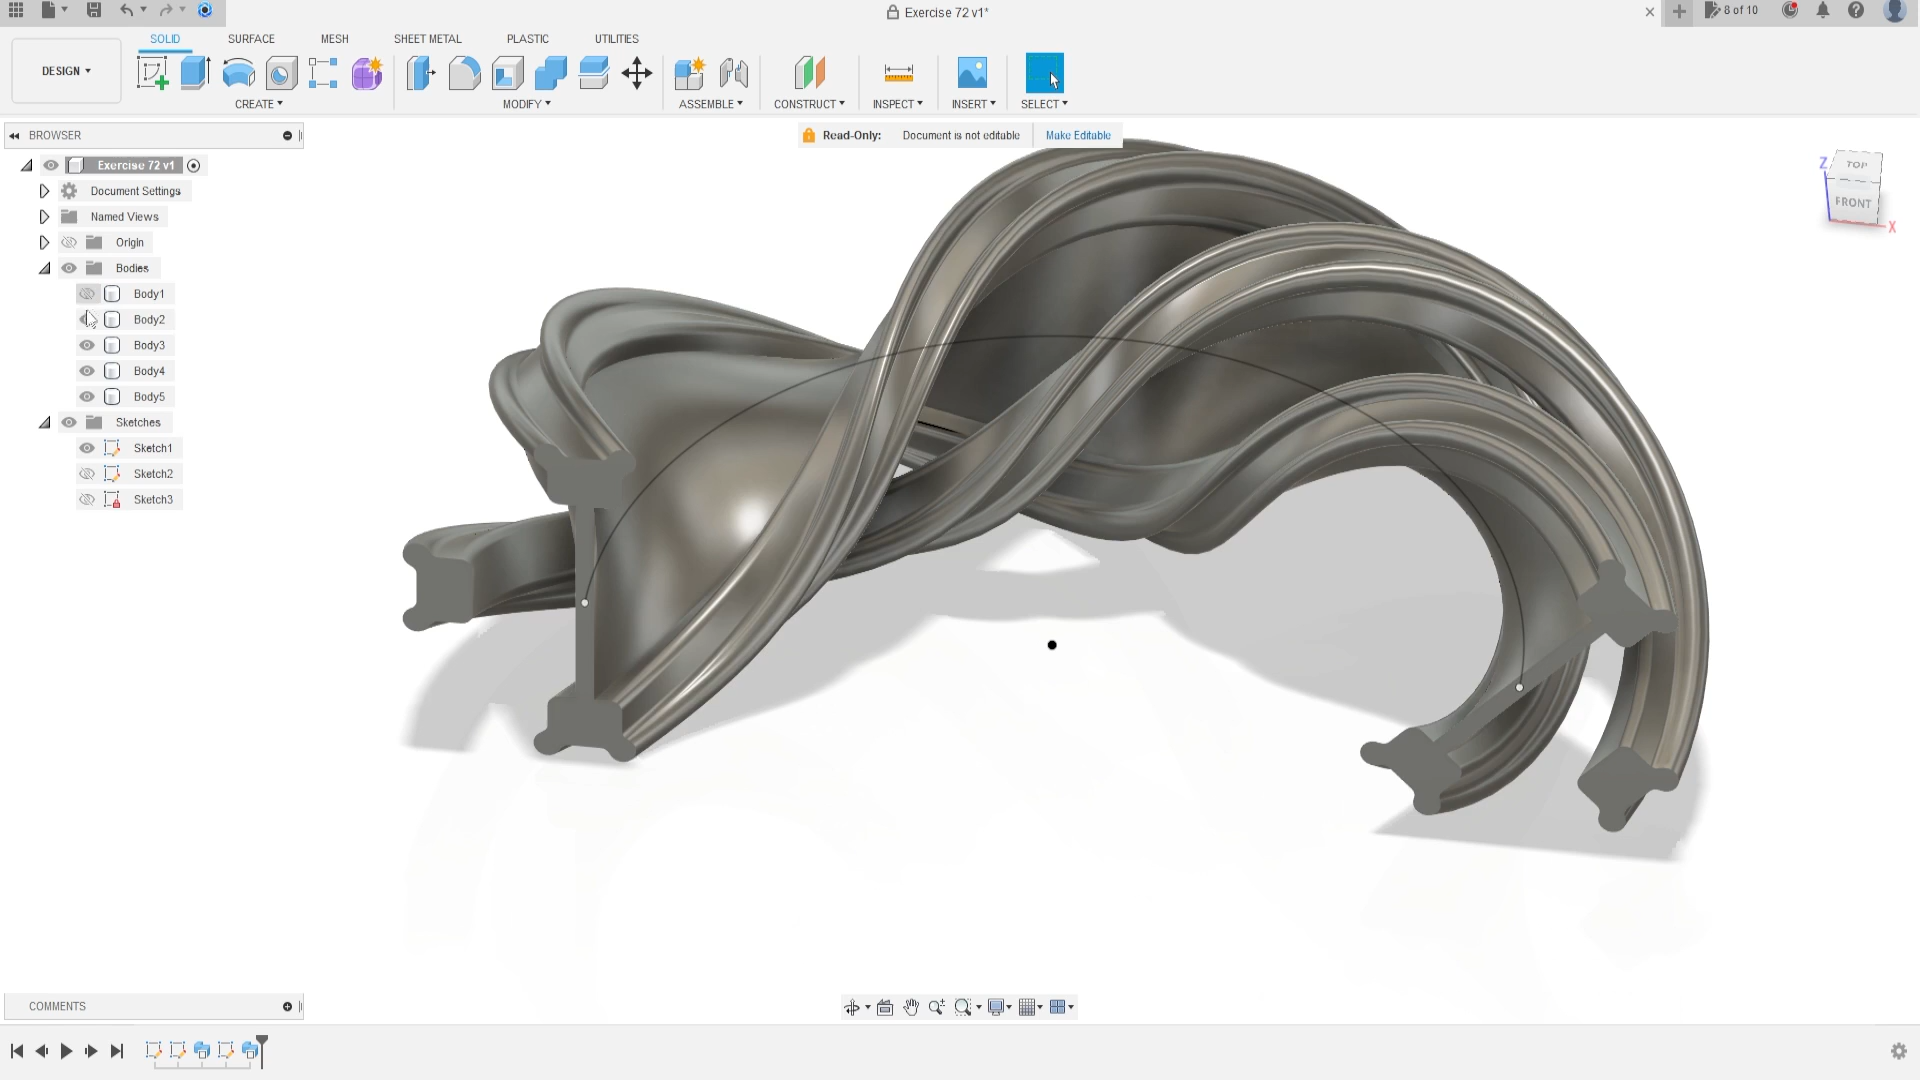 Exercise 72 v1*
8 of 10
SOLID SURFACE MESH SHEET METAL PLASTIC UTILITIES
DESIGN
CREATE MODIFY ASSEMBLE CONSTRUCT INSPECT INSERT SELECT
BROWSER
Read-Only: Document is not editable Make Editable
Exercise 72 v1
Document Settings
Named Views
Origin
Bodies
Body1
Body2
Body3
Body4
Body5
Sketches
Sketch1
Sketch2
Sketch3
Z
TOP
FRONT
X
COMMENTS